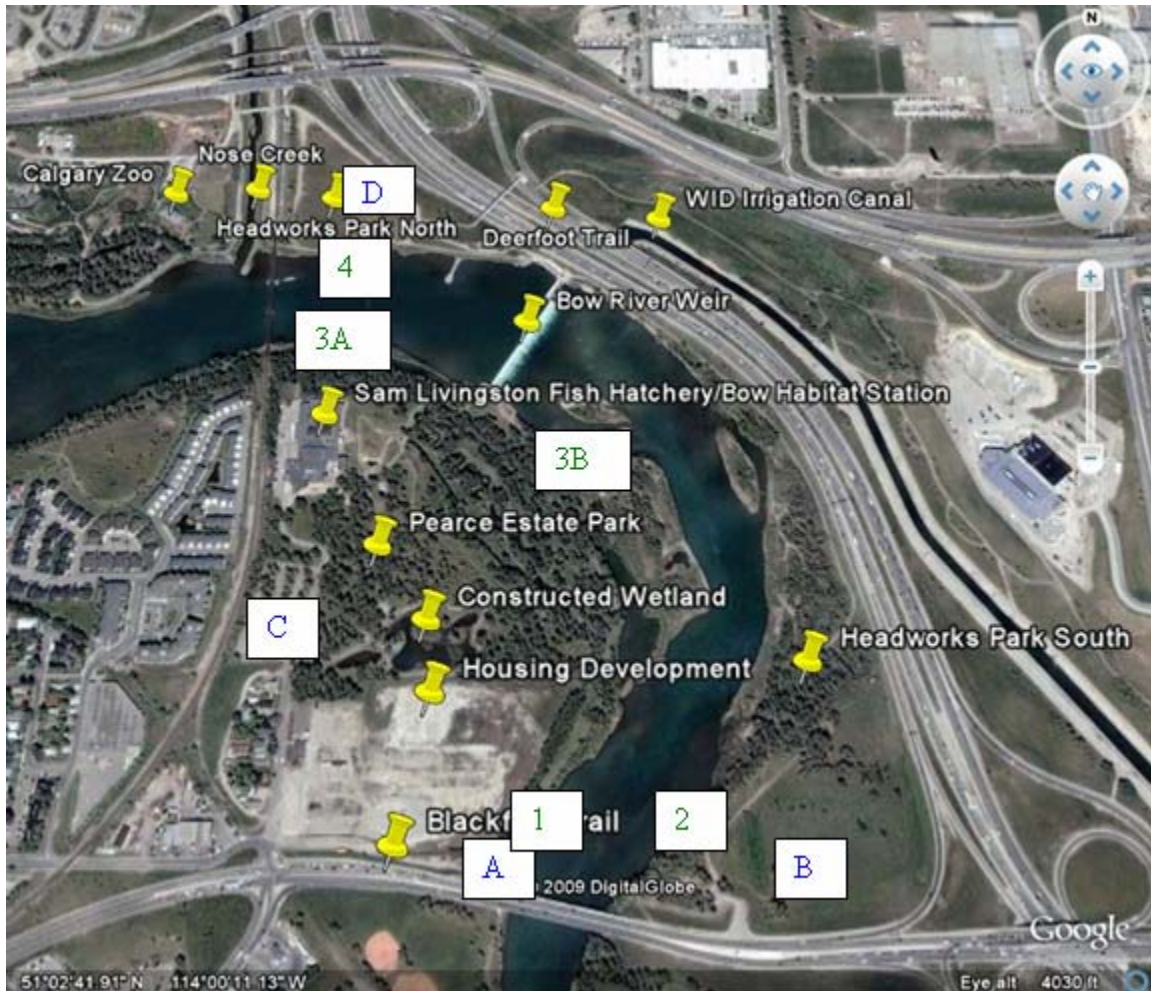 N
Nose Creek
Calgary Zoo
D
WID Irrigation Canal
Headworks Park North
Deerfoot Trail
4
Bow River Weir
3A
Sam Livingston Fish Hatchery/Bow Habitat Station
3B
Pearce Estate Park
Constructed Wetland
C
Headworks Park South
Housing Development
1
2
Blackf rail
A
B
2009 DigitalGlobe
Google
51°02'41.91" N 114°00'11.13" W
Eye alt 4030 ft